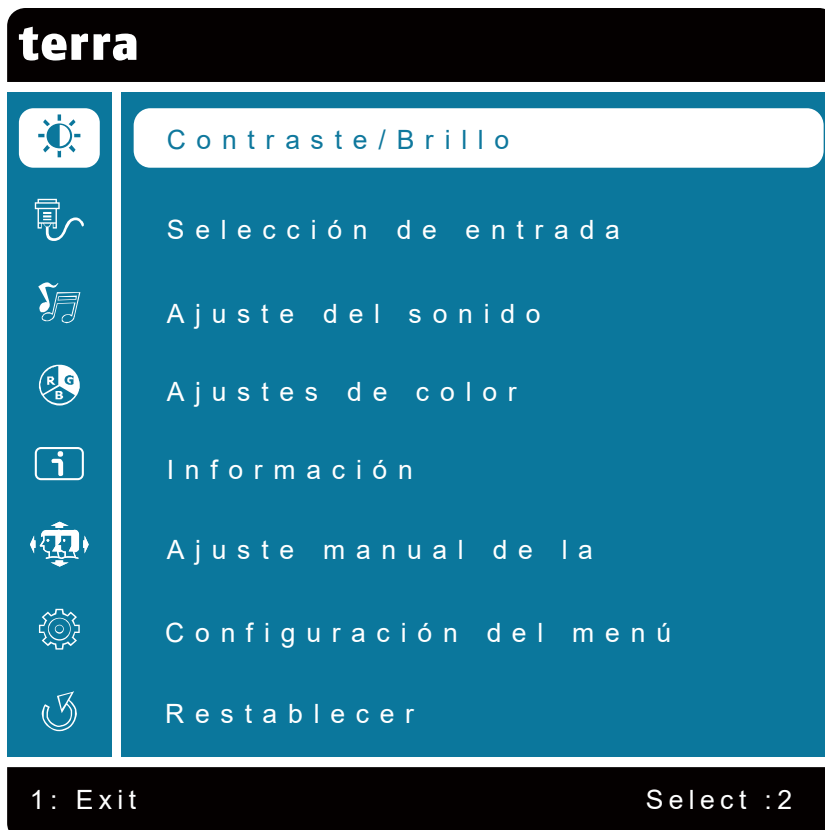 terra
Contraste/Brillo
Selección de entrada
Ajuste del sonido
R G
B
Ajustes de color
Información
Ajuste manual de la
Configuración del menú
Restablecer
1: Exit
Select :2